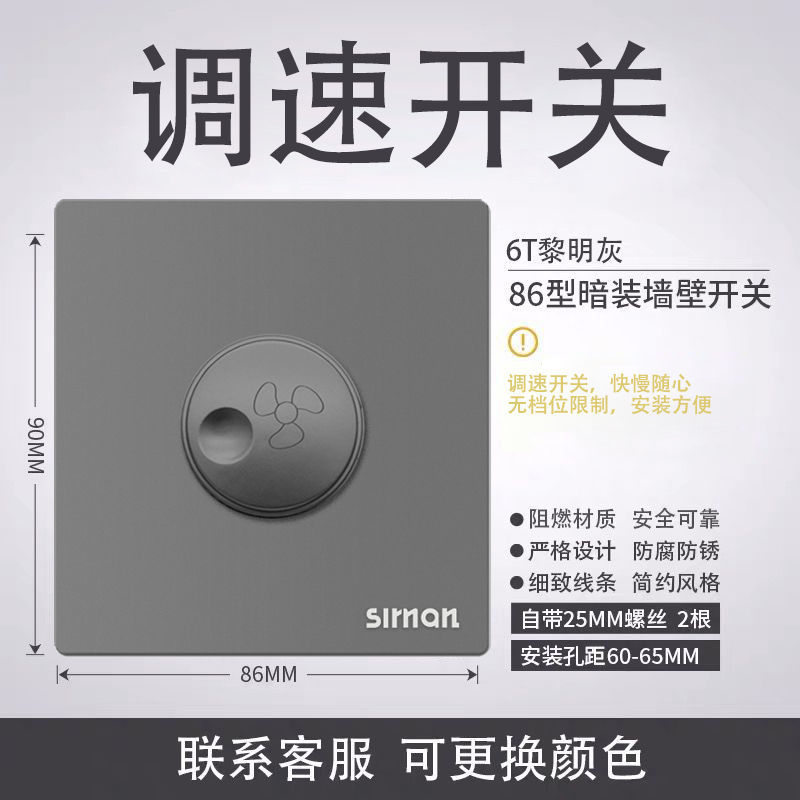 调速开关
6T黎明灰
86型暗装墙壁开关
调速开关，快慢随心
无档位限制，安装方便
90MM
●阻燃材质 安全可靠
●严格设计 防腐防锈
●细致线条 简约风格
sirnan
自带25MM螺丝 2根
安装孔距60-65MM
86MM
联系客服 可更换颜色